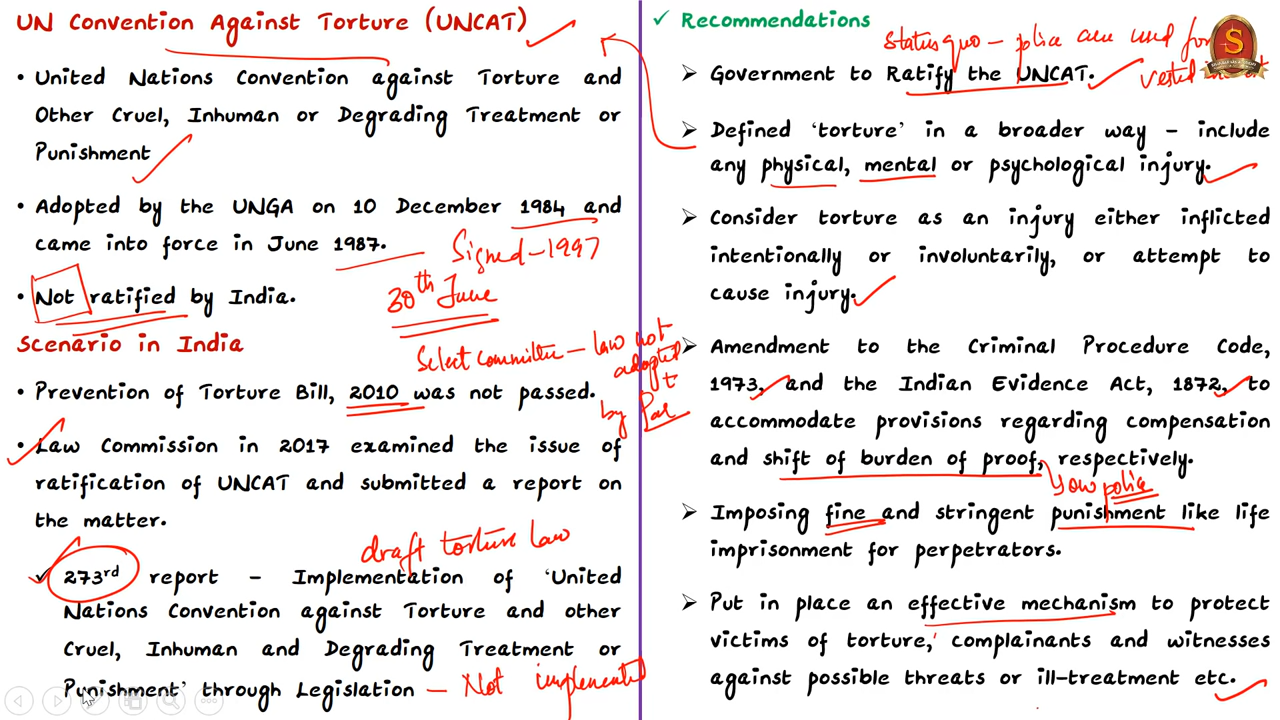 UN Convention Against Torture (UNCAT)
• United Nations Convention against Torture and
Other Cruel, Inhuman or Degrading Treatment or
Punishment
• Adopted by the UNGA on 10 December 1984 and
came into force in June 1987.
Signed - 1997
• Not ratified by India.
30th June
Scenario in India
Select committee - law not
adopted
by Par
• Prevention of Torture Bill, 2010 was not passed.
• Law Commission in 2017 examined the issue of
ratification of UNCAT and submitted a report on
the matter.
draft torture law
✓ 273rd report - Implementation of 'United
Nations Convention against Torture and other
Cruel, Inhuman and Degrading Treatment or
Punishment' through Legislation - Not implemented
✓ Recommendations
Status quo - police are used for
vested
➢ Government to Ratify the UNCAT.
➢ Defined 'torture' in a broader way - include
any physical, mental or psychological injury.
➢ Consider torture as an injury either inflicted
intentionally or involuntarily, or attempt to
cause injury.
➢ Amendment to the Criminal Procedure Code,
1973, and the Indian Evidence Act, 1872, to
accommodate provisions regarding compensation
and shift of burden of proof, respectively.
police
➢ Imposing fine and stringent punishment like life
imprisonment for perpetrators.
➢ Put in place an effective mechanism to protect
victims of torture, complainants and witnesses
against possible threats or ill-treatment etc.
S